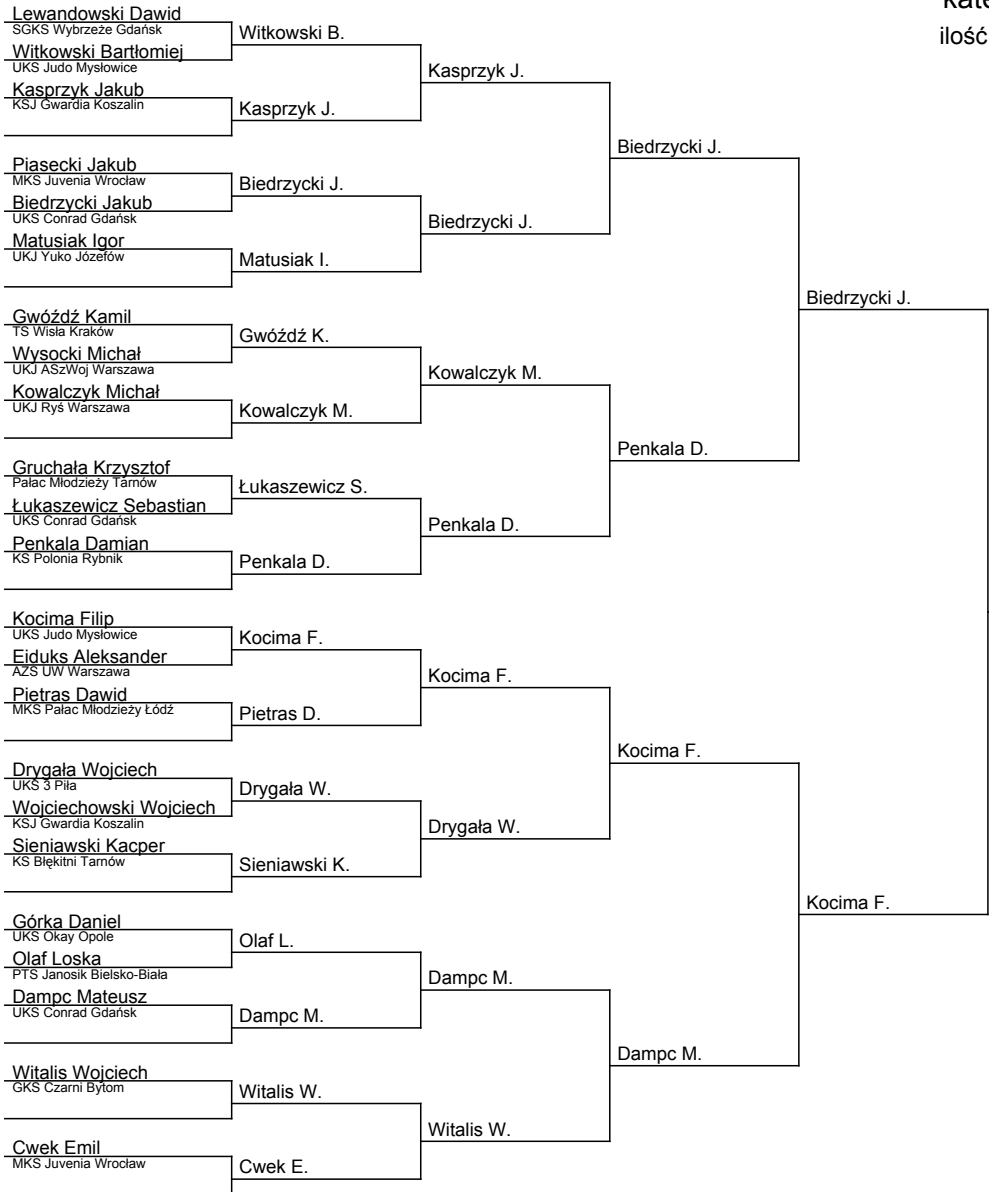 Lewandowski Dawid
SGKS Wybrzeże Gdańsk
Witkowski Bartłomiej
UKS Judo Mysłowice
Kasprzyk Jakub
KSJ Gwardia Koszalin
Piasecki Jakub
MKS Juvenia Wrocław
Biedrzycki Jakub
UKS Conrad Gdańsk
Matusiak Igor
UKJ Yuko Józefów
Gwóźdź Kamil
TS Wisła Kraków
Wysocki Michał
UKJ ASzWoj Warszawa
Kowalczyk Michał
UKJ Ryś Warszawa
Gruchała Krzysztof
Pałac Młodzieży Tarnów
Łukaszewicz Sebastian
UKS Conrad Gdańsk
Penkala Damian
KS Polonia Rybnik
Kocima Filip
UKS Judo Mysłowice
Eiduks Aleksander
AZS UW Warszawa
Pietras Dawid
MKS Pałac Młodzieży Łódź
Drygała Wojciech
UKS 3 Piła
Wojciechowski Wojciech
KSJ Gwardia Koszalin
Sieniawski Kacper
KS Błękitni Tarnów
Górka Daniel
UKS Okay Opole
Olaf Loska
PTS Janosik Bielsko-Biała
Dampc Mateusz
UKS Conrad Gdańsk
Witalis Wojciech
GKS Czarni Bytom
Cwek Emil
MKS Juvenia Wrocław
Witkowski B.
Kasprzyk J.
Biedrzycki J.
Matusiak I.
Gwóźdź K.
Kowalczyk M.
Łukaszewicz S.
Penkala D.
Kocima F.
Pietras D.
Drygała W.
Sieniawski K.
Olaf L.
Dampc M.
Witalis W.
Cwek E.
Kasprzyk J.
Biedrzycki J.
Kowalczyk M.
Penkala D.
Kocima F.
Drygała W.
Dampc M.
Witalis W.
Biedrzycki J.
Penkala D.
Kocima F.
Dampc M.
Biedrzycki J.
Kocima F.
ilość